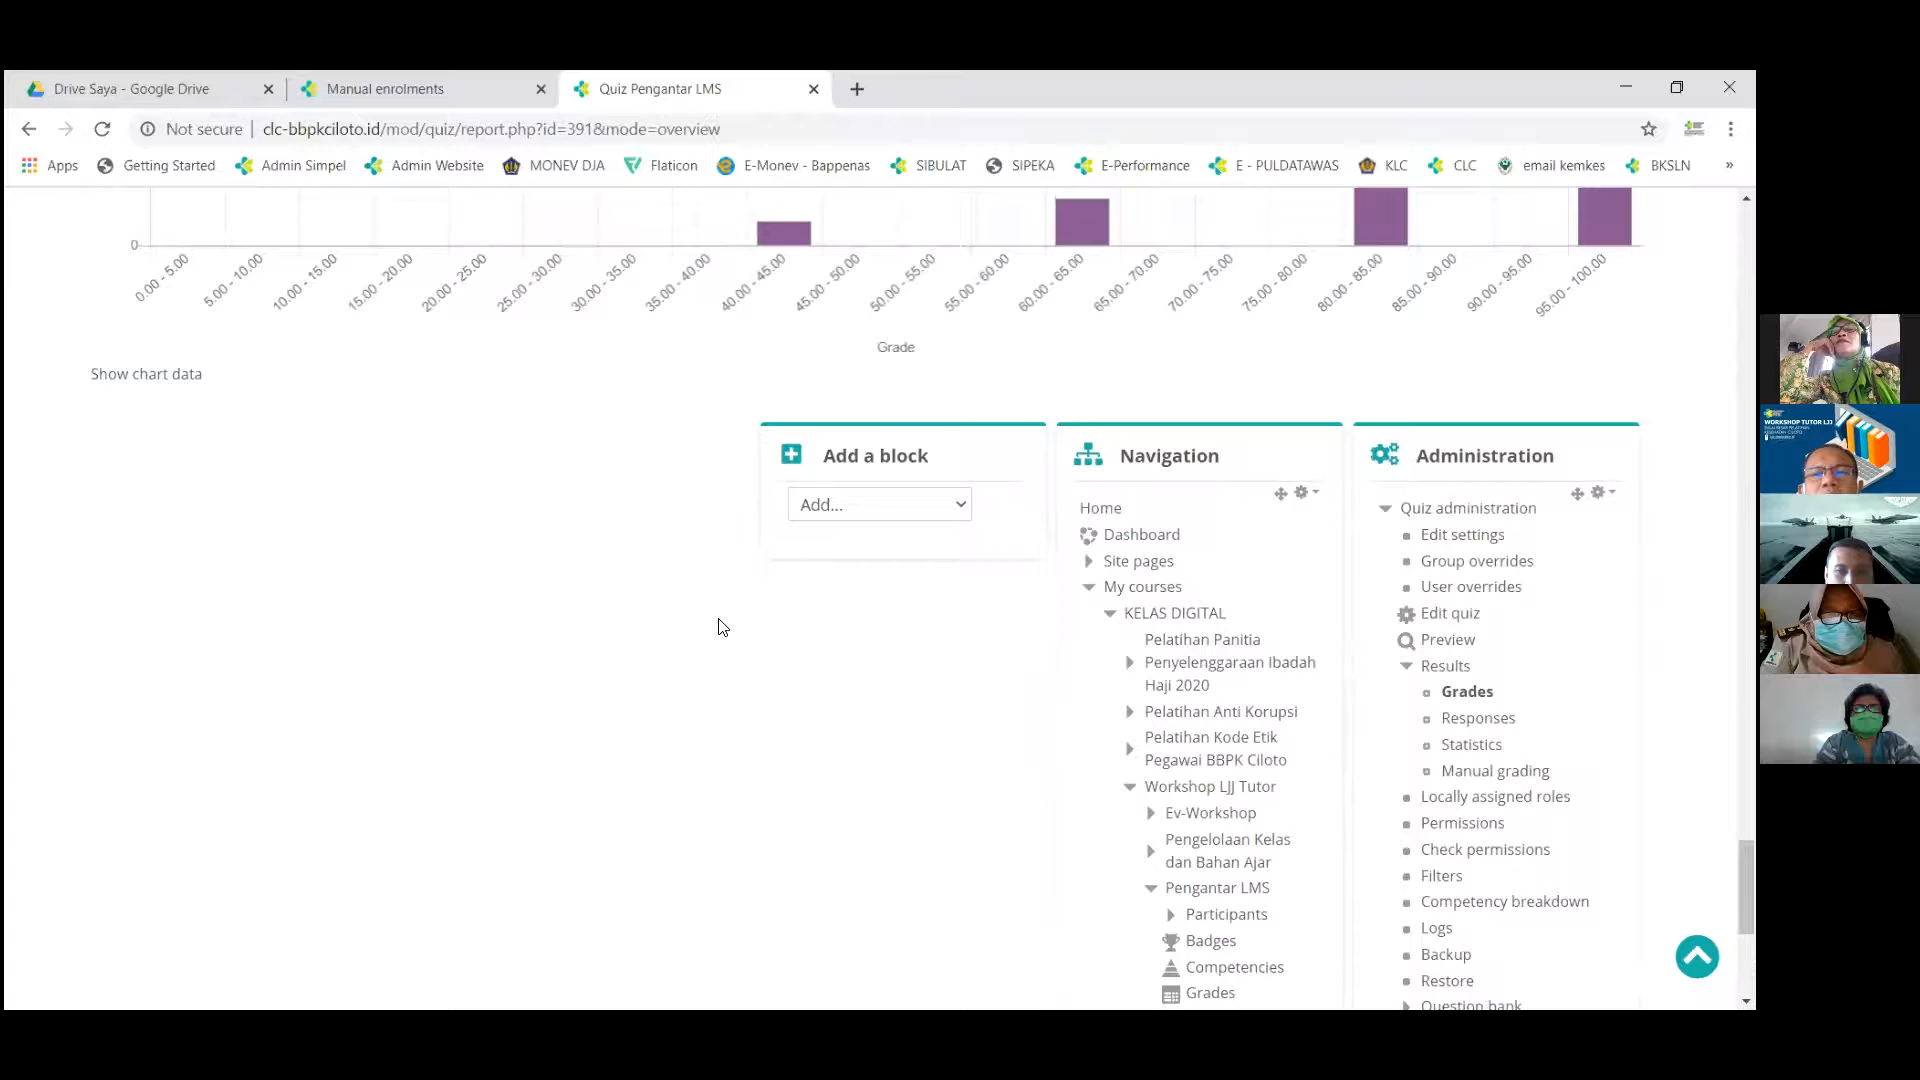 Drive Saya - Google Drive
Manual enrolments
Quiz Pengantar LMS
Not secure
clc-bbpkciloto.id/mod/quiz/report.php?id=391&mode=overview
Apps
Getting Started
Admin Simpel
Admin Website
MONEV DJA
Flaticon
E-Monev - Bappenas
SIBULAT
SIPEKA
E-Performance
E - PULDATAWAS
KLC
CLC
email kemkes
BKSLN
»
0
0.00 - 5.00
5.00 - 10.00
10.00 - 15.00
15.00 - 20.00
20.00 - 25.00
25.00 - 30.00
30.00 - 35.00
35.00 - 40.00
40.00 - 45.00
45.00 - 50.00
50.00 - 55.00
55.00 - 60.00
60.00 - 65.00
65.00 - 70.00
70.00 - 75.00
75.00 - 80.00
80.00 - 85.00
85.00 - 90.00
90.00 - 95.00
95.00 - 100.00
Grade
Show chart data
Add a block
Add...
Navigation
Home
Dashboard
Site pages
My courses
KELAS DIGITAL
Pelatihan Panitia
Penyelenggaraan Ibadah
Haji 2020
Pelatihan Anti Korupsi
Pelatihan Kode Etik
Pegawai BBPK Ciloto
Workshop LJJ Tutor
Ev-Workshop
Pengelolaan Kelas
dan Bahan Ajar
Pengantar LMS
Participants
Badges
Competencies
Grades
Administration
Quiz administration
Edit settings
Group overrides
User overrides
Edit quiz
Preview
Results
Grades
Responses
Statistics
Manual grading
Locally assigned roles
Permissions
Check permissions
Filters
Competency breakdown
Logs
Backup
Restore
Question bank
WORKSHOP TUTOR LJJ